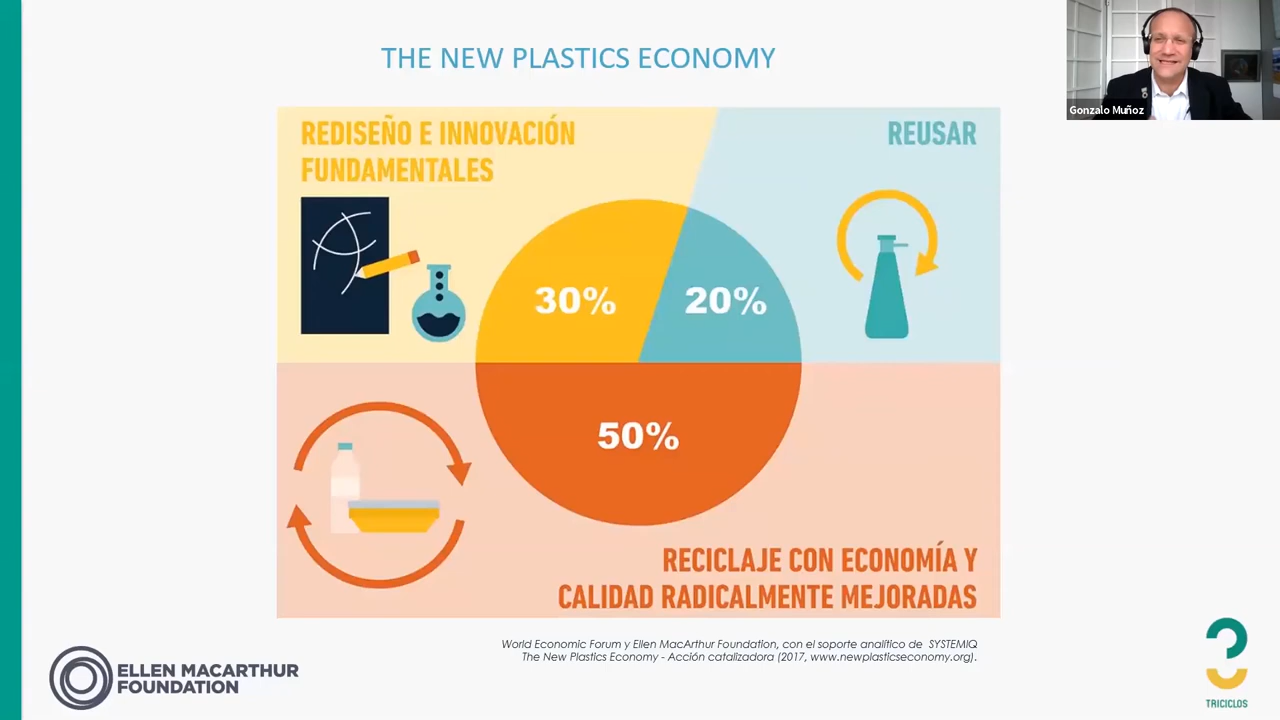 THE NEW PLASTICS ECONOMY
Gonzalo Muñoz
REDISEÑO E INNOVACIÓN
FUNDAMENTALES
REUSAR
30%
20%
50%
RECICLAJE CON ECONOMÍA Y
CALIDAD RADICALMENTE MEJORADAS
World Economic Forum y Ellen MacArthur Foundation, con el soporte analítico de SYSTEMIQ
The New Plastics Economy - Acción catalizadora (2017, www.newplasticseconomy.org).
ELLEN MACARTHUR
FOUNDATION
TRICICLOS